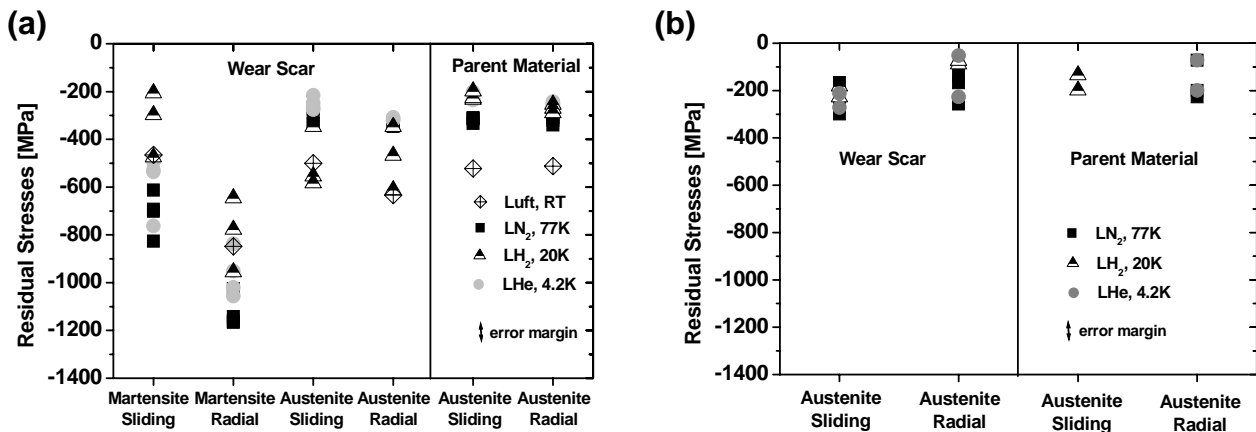 (a)
Residual Stresses [MPa]
0
-200
-400
-600
-800
-1000
-1200
-1400
Wear Scar
Parent Material
Luft, RT
LN2, 77K
LH2, 20K
LHe, 4.2K
error margin
Martensite Martensite Austenite Austenite Austenite Austenite
Sliding Radial Sliding Radial Sliding Radial
(b)
Residual Stresses [MPa]
0
-200
-400
-600
-800
-1000
-1200
-1400
Wear Scar
Parent Material
LN2, 77K
LH2, 20K
LHe, 4.2K
error margin
Austenite Austenite Austenite Austenite
Sliding Radial Sliding Radial